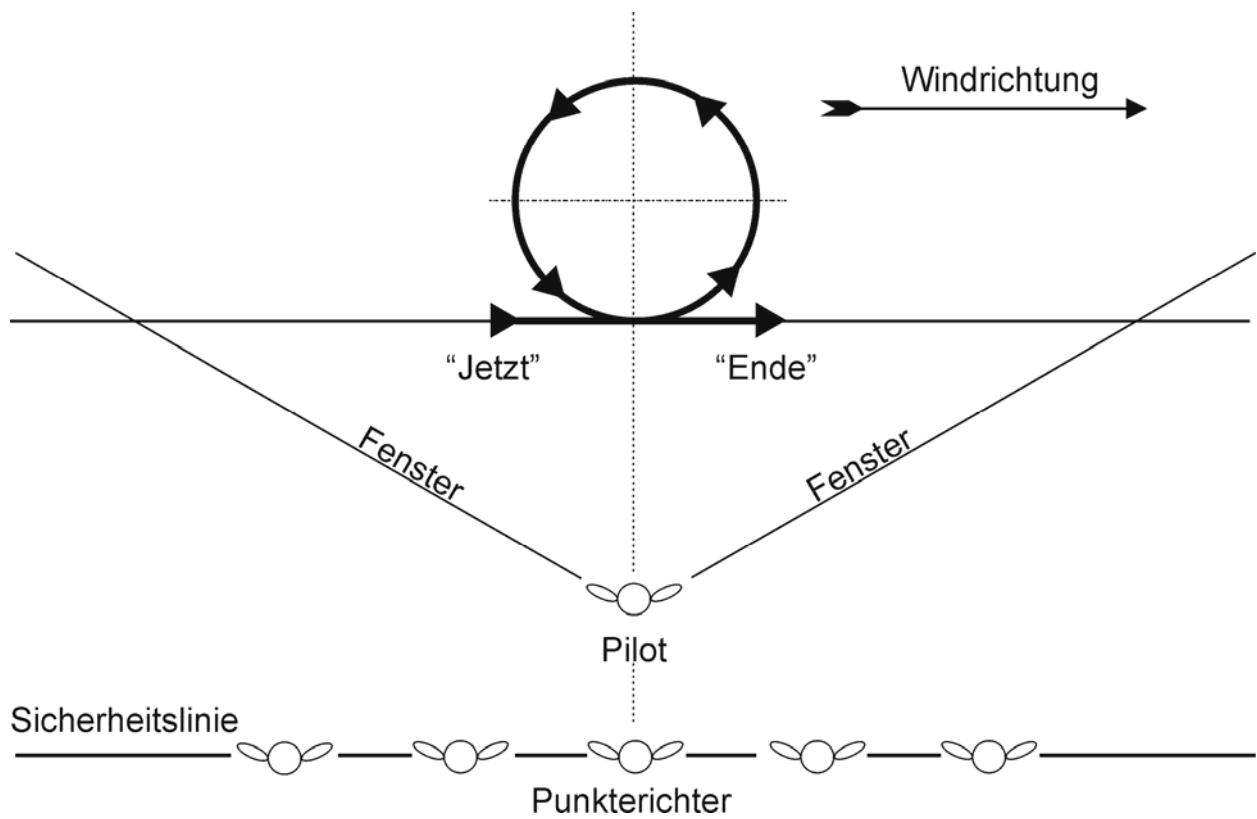 Windrichtung
“Jetzt”
“Ende”
Fenster
Fenster
Pilot
Sicherheitslinie
Punkterichter